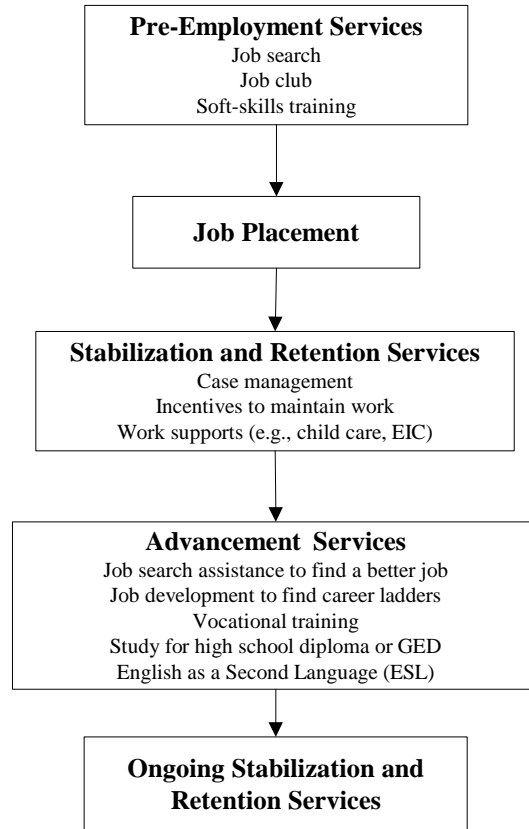 Pre-Employment Services
Job search
Job club
Soft-skills training
Job Placement
Stabilization and Retention Services
Case management
Incentives to maintain work
Work supports (e.g., child care, EIC)
Advancement Services
Job search assistance to find a better job
Job development to find career ladders
Vocational training
Study for high school diploma or GED
English as a Second Language (ESL)
Ongoing Stabilization and
Retention Services